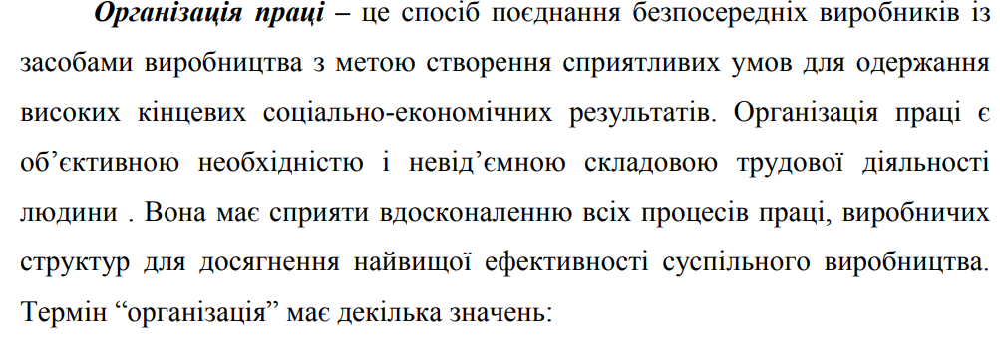 Організація праці – це спосіб поєднання безпосередніх виробників із
засобами виробництва з метою створення сприятливих умов для одержання
високих кінцевих соціально-економічних результатів. Організація праці є
об’єктивною необхідністю і невід’ємною складовою трудової діяльності
людини . Вона має сприяти вдосконаленню всіх процесів праці, виробничих
структур для досягнення найвищої ефективності суспільного виробництва.
Термін “організація” має декілька значень: